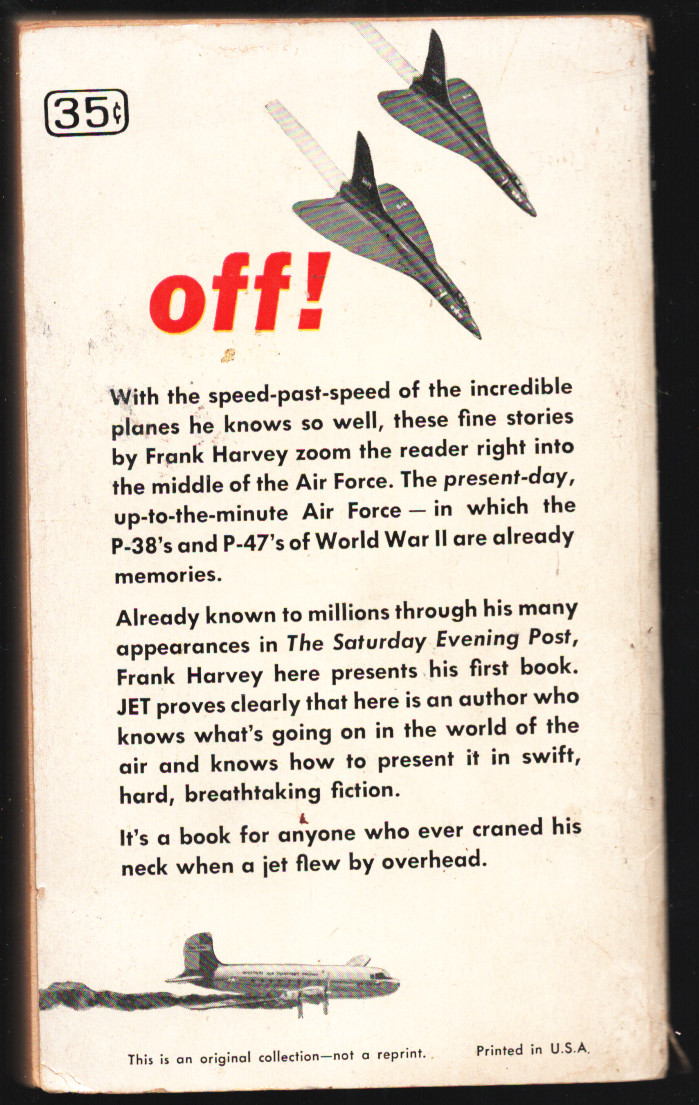 35¢
off!
With the speed-past-speed of the incredible
planes he knows so well, these fine stories
by Frank Harvey zoom the reader right into
the middle of the Air Force. The present-day,
up-to-the-minute Air Force — in which the
P-38's and P-47's of World War II are already
memories.
Already known to millions through his many
appearances in The Saturday Evening Post,
Frank Harvey here presents his first book.
JET proves clearly that here is an author who
knows what's going on in the world of the
air and knows how to present it in swift,
hard, breathtaking fiction.
It's a book for anyone who ever craned his
neck when a jet flew by overhead.
This is an original collection—not a reprint.
Printed in U.S.A.